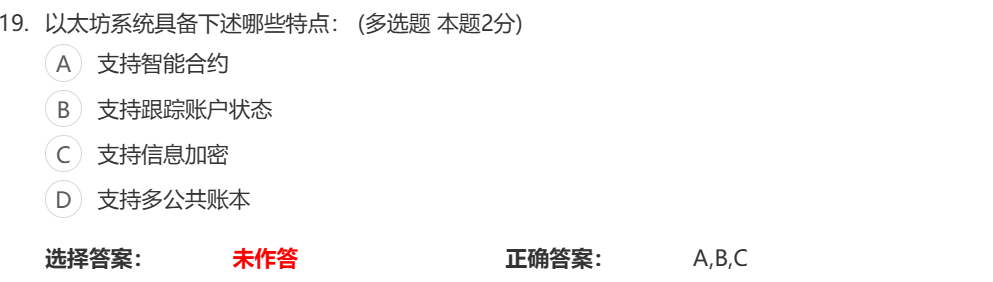 19. 以太坊系统具备下述哪些特点： (多选题 本题2分)
A 支持智能合约
B 支持跟踪账户状态
C 支持信息加密
D 支持多公共账本
选择答案： 未作答 正确答案： A,B,C